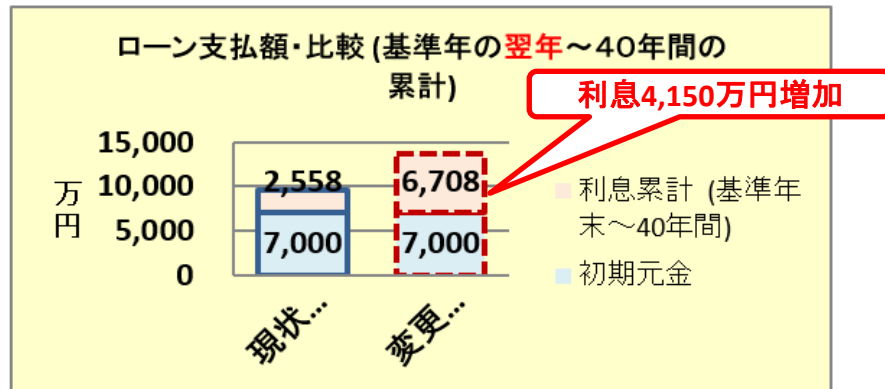 ローン支払額・比較 (基準年の翌年～40年間の
累計)
利息4,150万円増加
15,000
10,000
5,000
0
万円
2,558
7,000
6,708
7,000
現状...
変更...
利息累計 (基準年
末～40年間)
初期元金